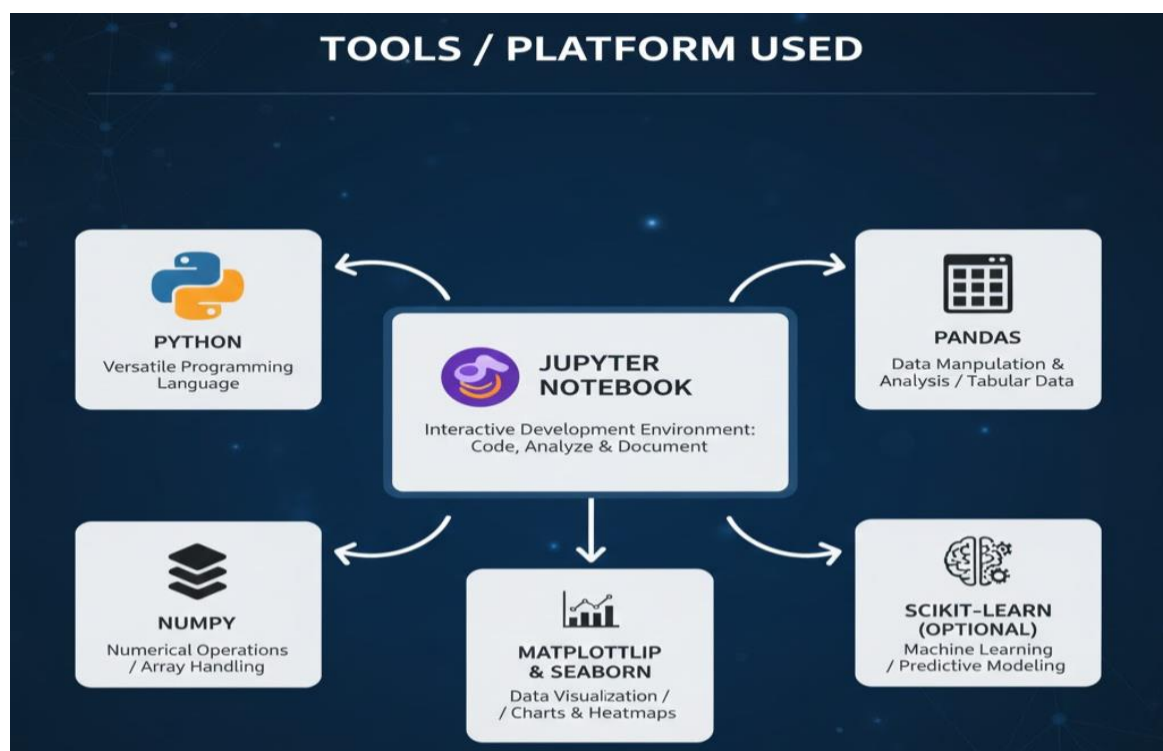 TOOLS / PLATFORM USED
PYTHON
Versatile Programming
Language
JUPYTER
NOTEBOOK
Interactive Development Environment:
Code, Analyze & Document
PANDAS
Data Manpulation &
Analysis / Tabular Data
NUMPY
Numerical Operations
/ Array Handling
MATPLOTTLIP
& SEABORN
Data Visualization /
/ Charts & Heatmaps
SCIKIT-LEARN
(OPTIONAL)
Machine Learning
/ Predictive Modeling